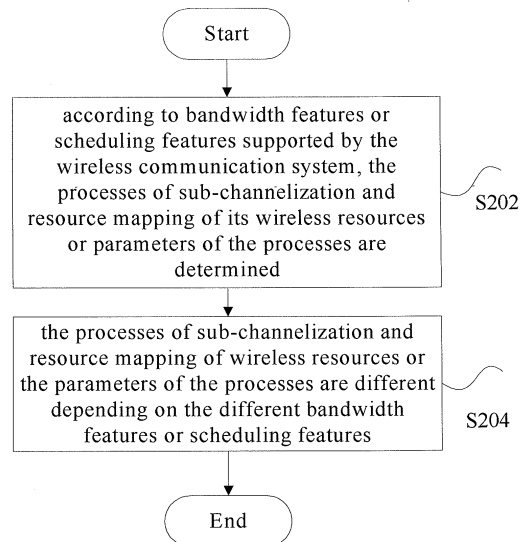 Start
according to bandwidth features or
scheduling features supported by the
wireless communication system, the
processes of sub-channelization and
resource mapping of its wireless resources
or parameters of the processes are
determined
S202
the processes of sub-channelization and
resource mapping of wireless resources or
the parameters of the processes are different
depending on the different bandwidth
features or scheduling features
S204
End